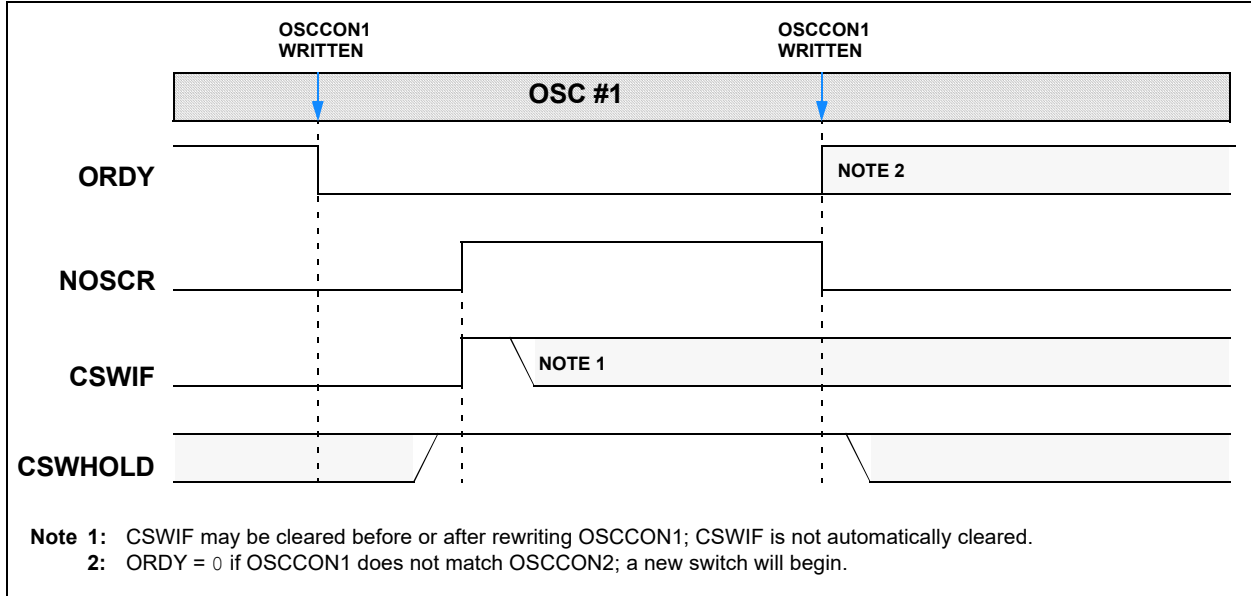 OSCCON1
WRITTEN
OSCCON1
WRITTEN
OSC #1
ORDY
NOTE 2
NOSCR
CSWIF
NOTE 1
CSWHOLD
Note 1: CSWIF may be cleared before or after rewriting OSCCON1; CSWIF is not automatically cleared.
2: ORDY = 0 if OSCCON1 does not match OSCCON2; a new switch will begin.